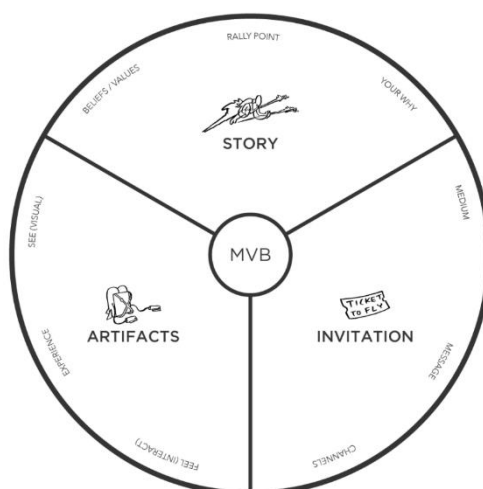 RALLY POINT
BELIEFS / VALUES
YOUR WHY
STORY
SEE (VISUAL)
MEDIUM
MVB
TICKET
TO FLY
ARTIFACTS
INVITATION
EXPERIENCE
MESSAGE
FEEL (INTERACT)
CHANNELS